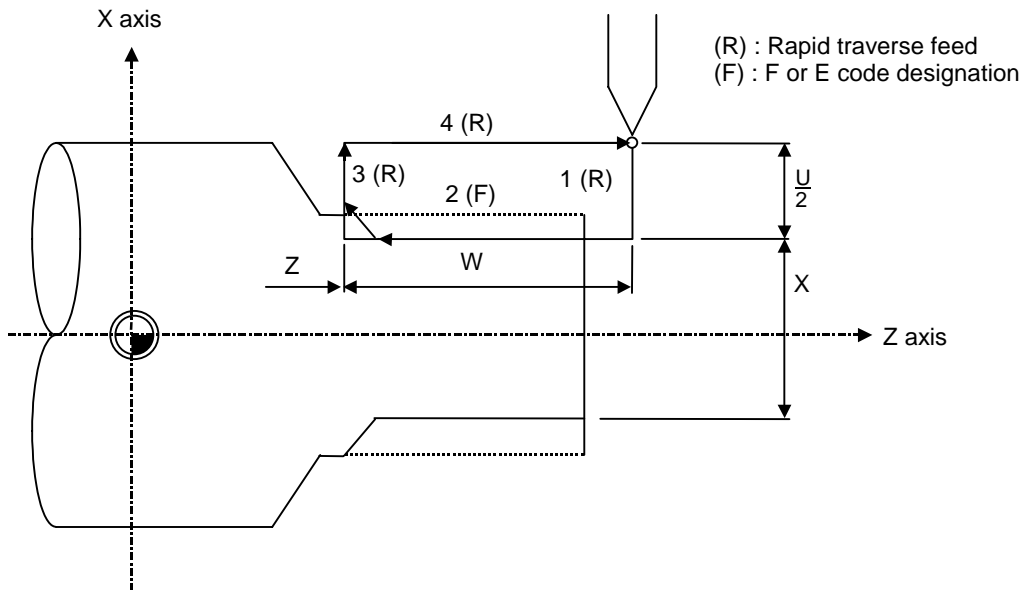 X axis
(R) : Rapid traverse feed
(F) : F or E code designation
4 (R)
3 (R)
1 (R)
U
2
2 (F)
Z
W
X
Z axis